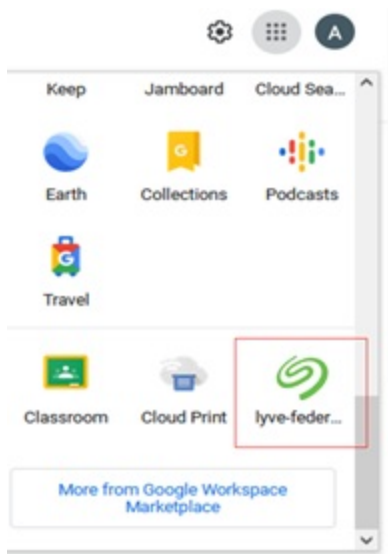 A
Keep Jamboard Cloud Sea...
G
Earth Collections Podcasts
G
Travel
Classroom Cloud Print lyve-feder...
More from Google Workspace
Marketplace